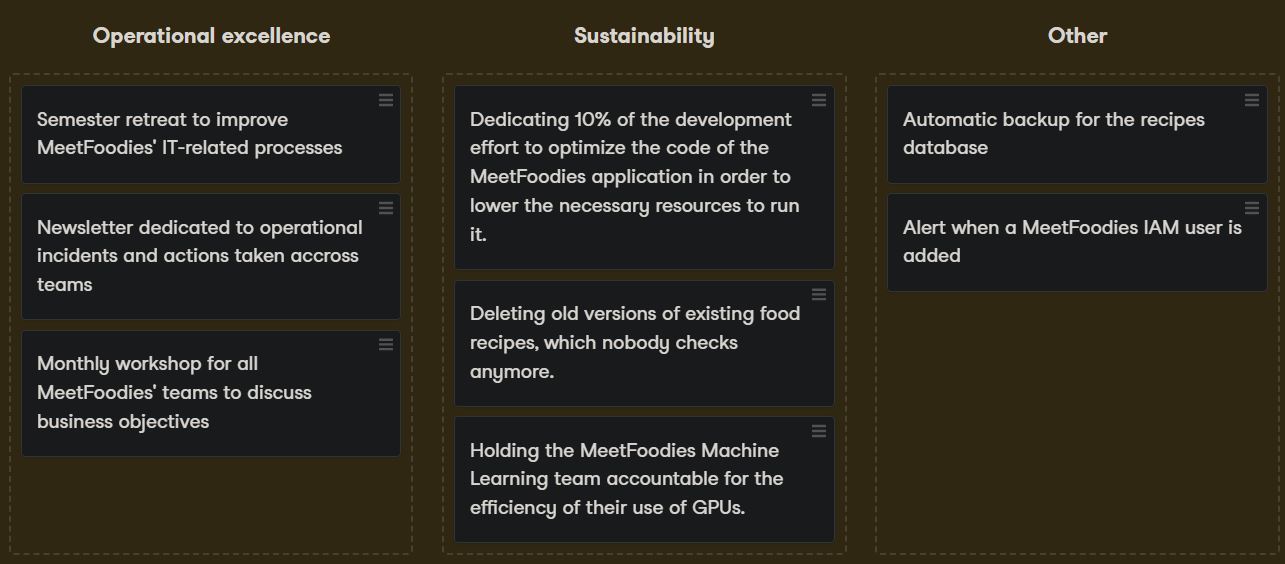 Operational excellence
Semester retreat to improve
MeetFoodies' IT-related processes
Newsletter dedicated to operational
incidents and actions taken accross
teams
Monthly workshop for all
MeetFoodies' teams to discuss
business objectives
Sustainability
Dedicating 10% of the development
effort to optimize the code of the
MeetFoodies application in order to
lower the necessary resources to run
it.
Deleting old versions of existing food
recipes, which nobody checks
anymore.
Holding the MeetFoodies Machine
Learning team accountable for the
efficiency of their use of GPUs.
Other
Automatic backup for the recipes
database
Alert when a MeetFoodies IAM user is
added